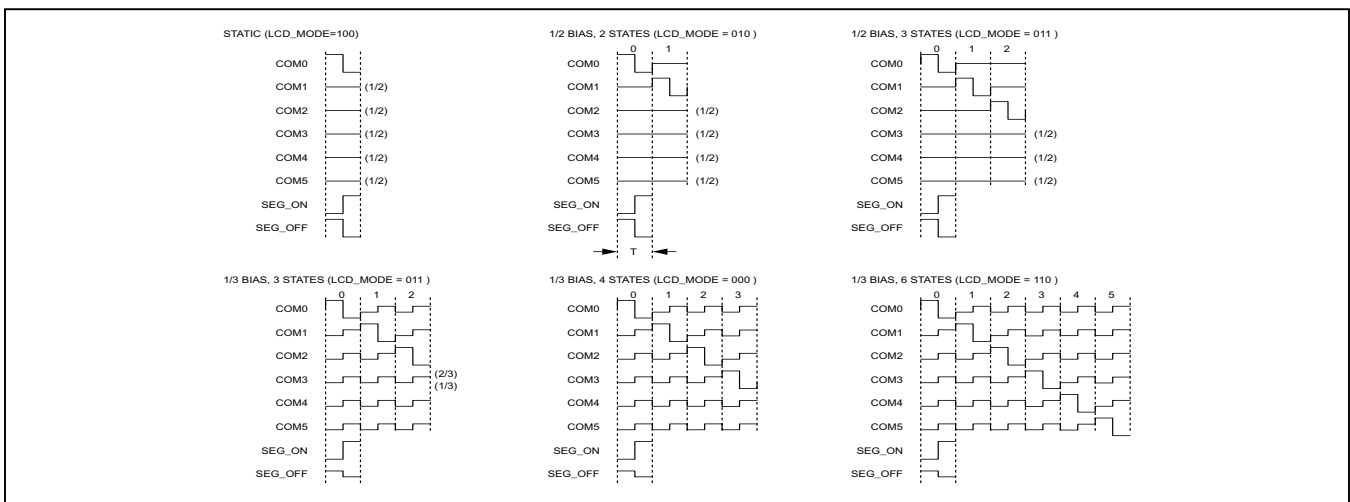 STATIC (LCD_MODE=100)
COM0
COM1 (1/2)
COM2 (1/2)
COM3 (1/2)
COM4 (1/2)
COM5 (1/2)
SEG_ON
SEG_OFF
1/2 BIAS, 2 STATES (LCD_MODE = 010 )
0 1
COM0
COM1
COM2 (1/2)
COM3 (1/2)
COM4 (1/2)
COM5 (1/2)
SEG_ON
SEG_OFF
T
1/2 BIAS, 3 STATES (LCD_MODE = 011 )
0 1 2
COM0
COM1
COM2
COM3 (1/2)
COM4 (1/2)
COM5 (1/2)
SEG_ON
SEG_OFF
1/3 BIAS, 3 STATES (LCD_MODE = 011 )
0 1 2
COM0
COM1
COM2
(2/3)
COM3
(1/3)
COM4
COM5
SEG_ON
SEG_OFF
1/3 BIAS, 4 STATES (LCD_MODE = 000 )
0 1 2 3
COM0
COM1
COM2
COM3
COM4
COM5
SEG_ON
SEG_OFF
1/3 BIAS, 6 STATES (LCD_MODE = 110 )
0 1 2 3 4 5
COM0
COM1
COM2
COM3
COM4
COM5
SEG_ON
SEG_OFF